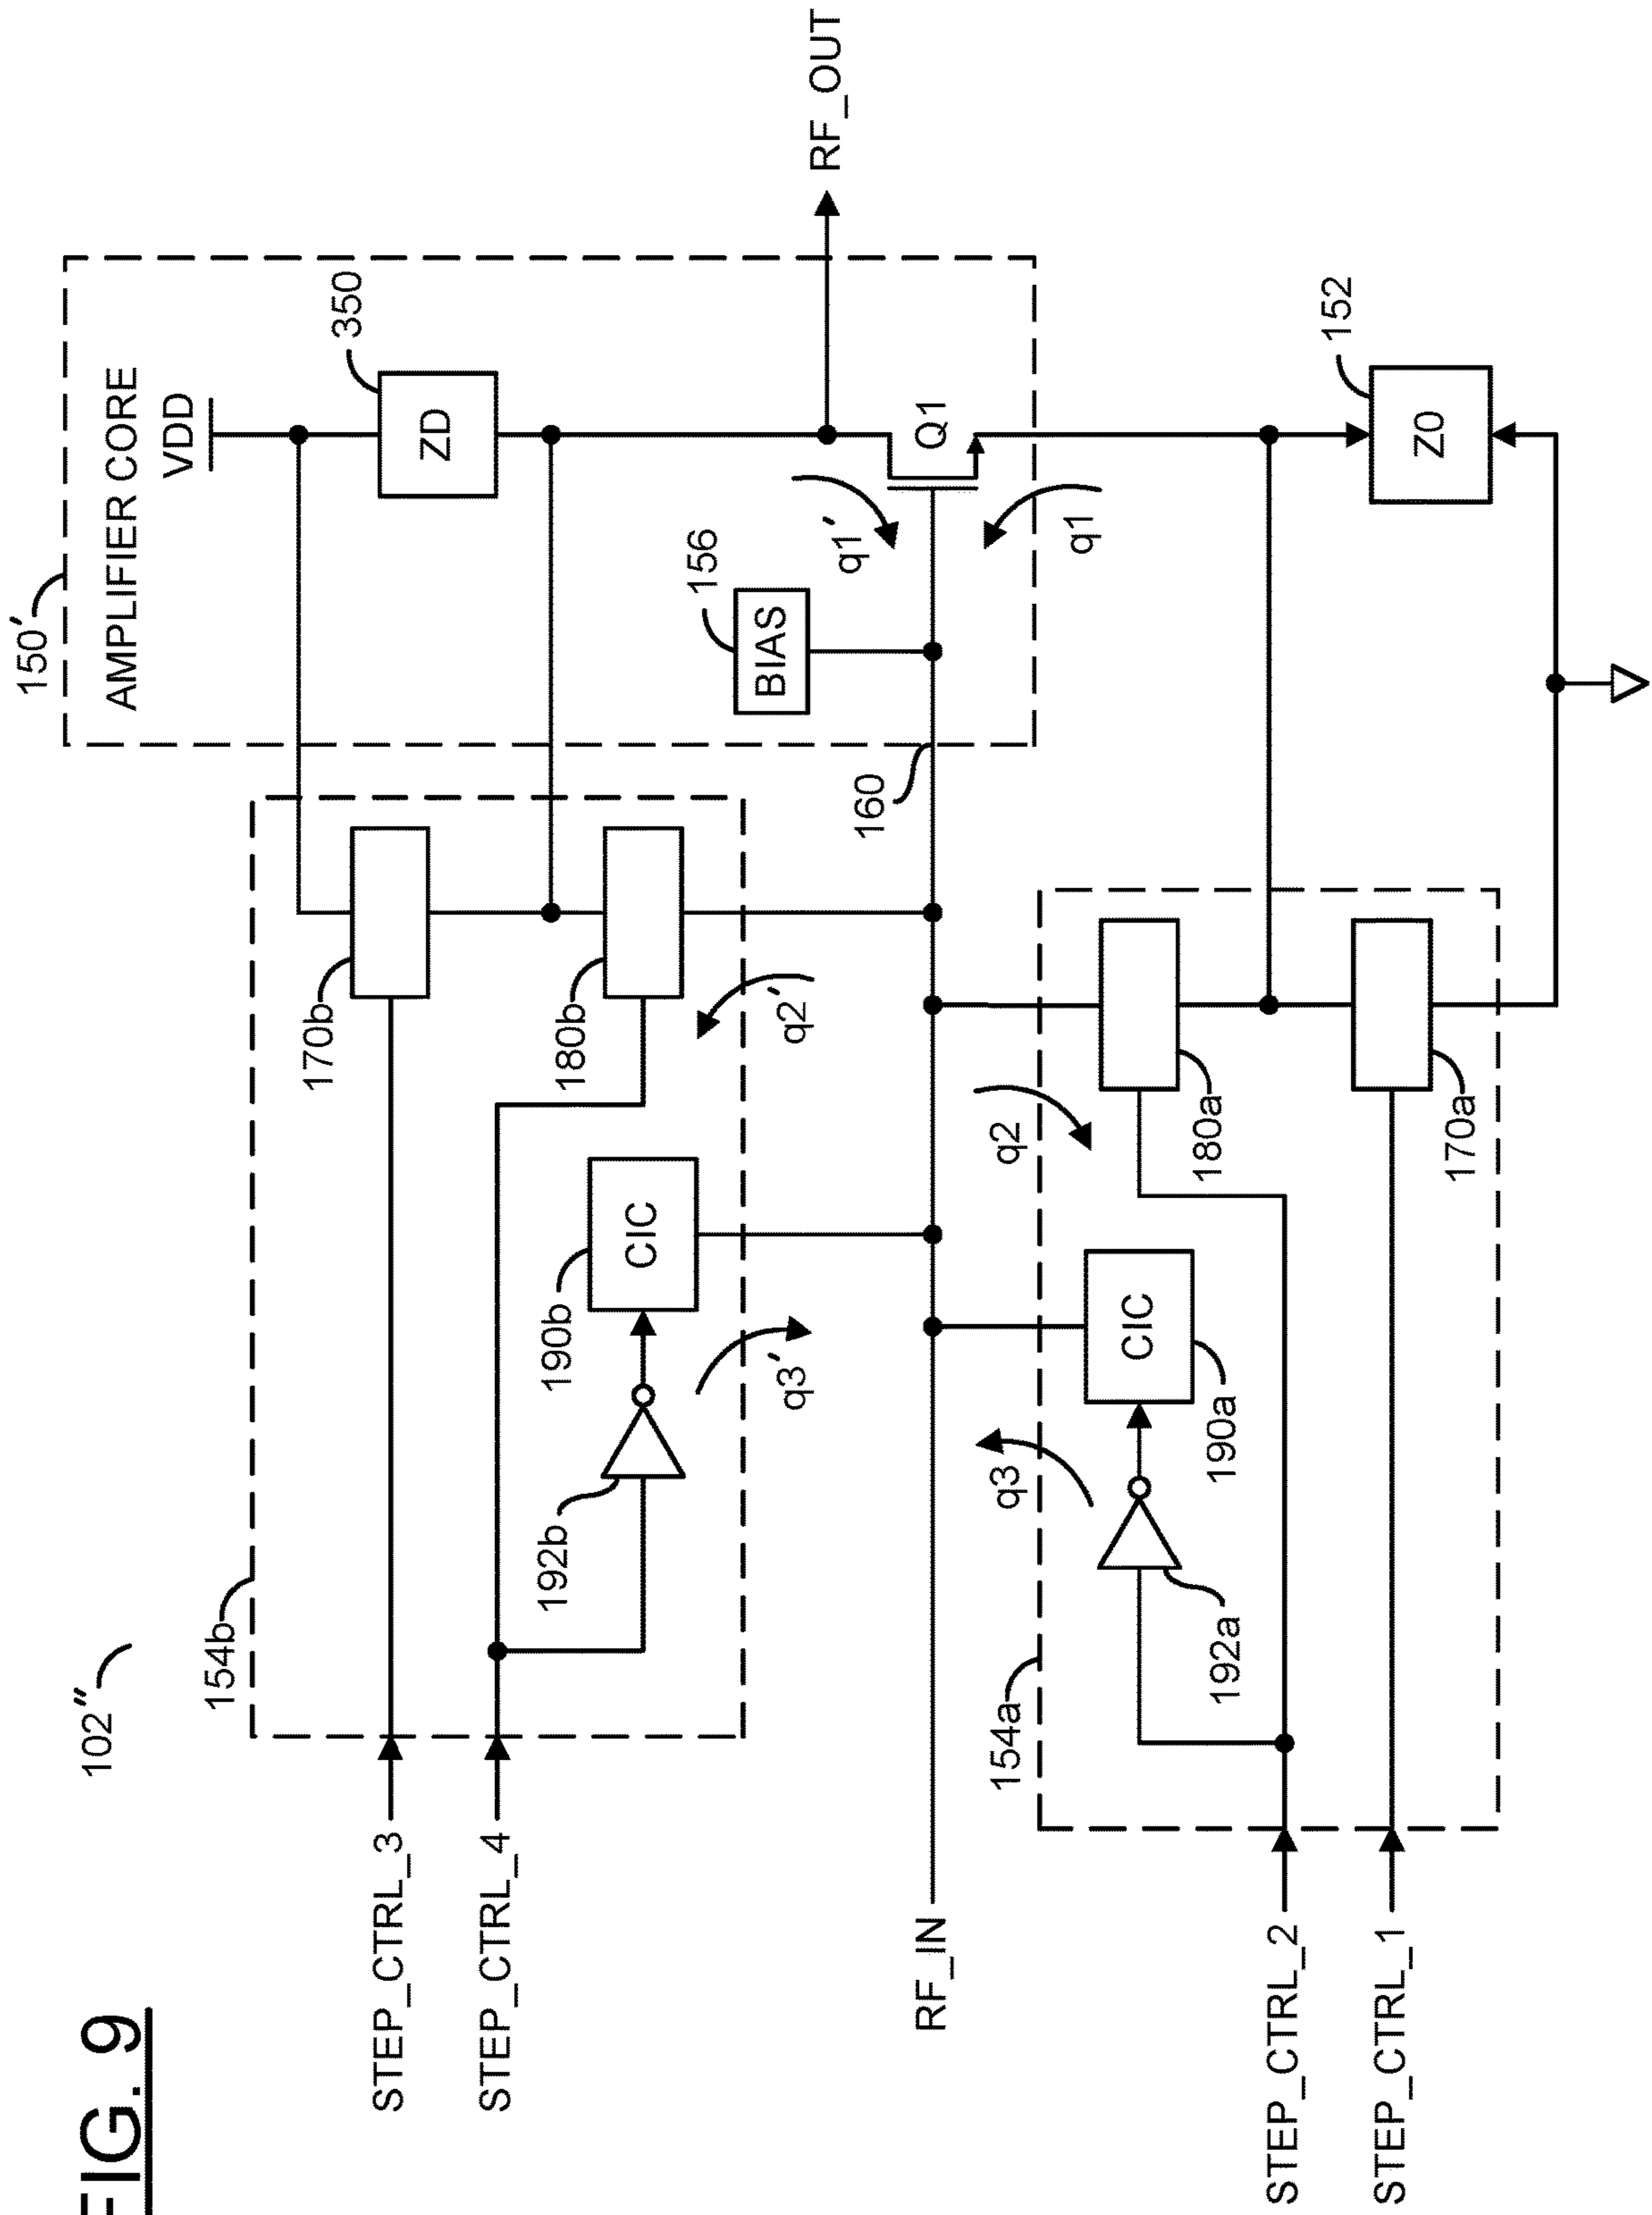 FIG. 9
102″
150′
AMPLIFIER CORE
VDD
350
ZD
RF_OUT
154b
170b
180b
STEP_CTRL_3
STEP_CTRL_4
192b
190b
CIC
q3′
q2′
156
BIAS
q1′
Q1
q1
160
RF_IN
q3
q2
154a
192a
190a
CIC
180a
170a
152
Z0
STEP_CTRL_2
STEP_CTRL_1